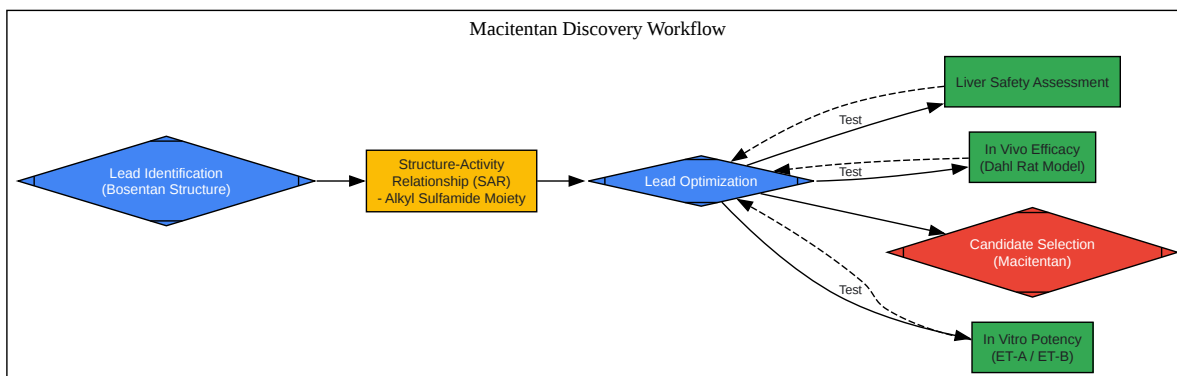 Macitentan Discovery Workflow
Lead Identification
(Bosentan Structure)
Structure-Activity
Relationship (SAR)
- Alkyl Sulfamide Moiety
Lead Optimization
Test
Liver Safety Assessment
Test
In Vivo Efficacy
(Dahl Rat Model)
Candidate Selection
(Macitentan)
Test
In Vitro Potency
(ET-A / ET-B)